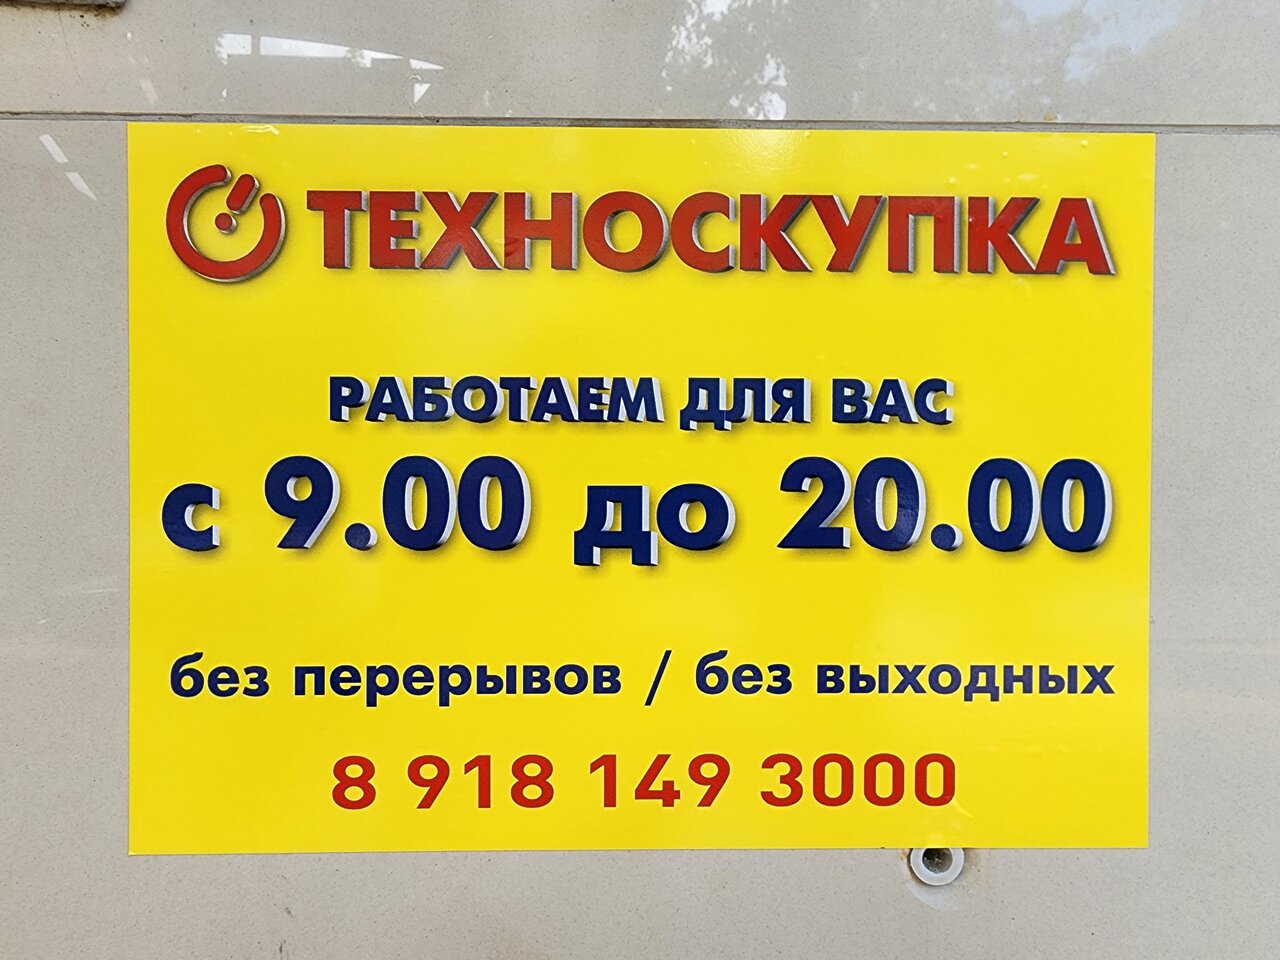 ТЕХНОСКУПКА
РАБОТАЕМ ДЛЯ ВАС
с 9.00 до 20.00
без перерывов / без выходных
8 918 149 3000